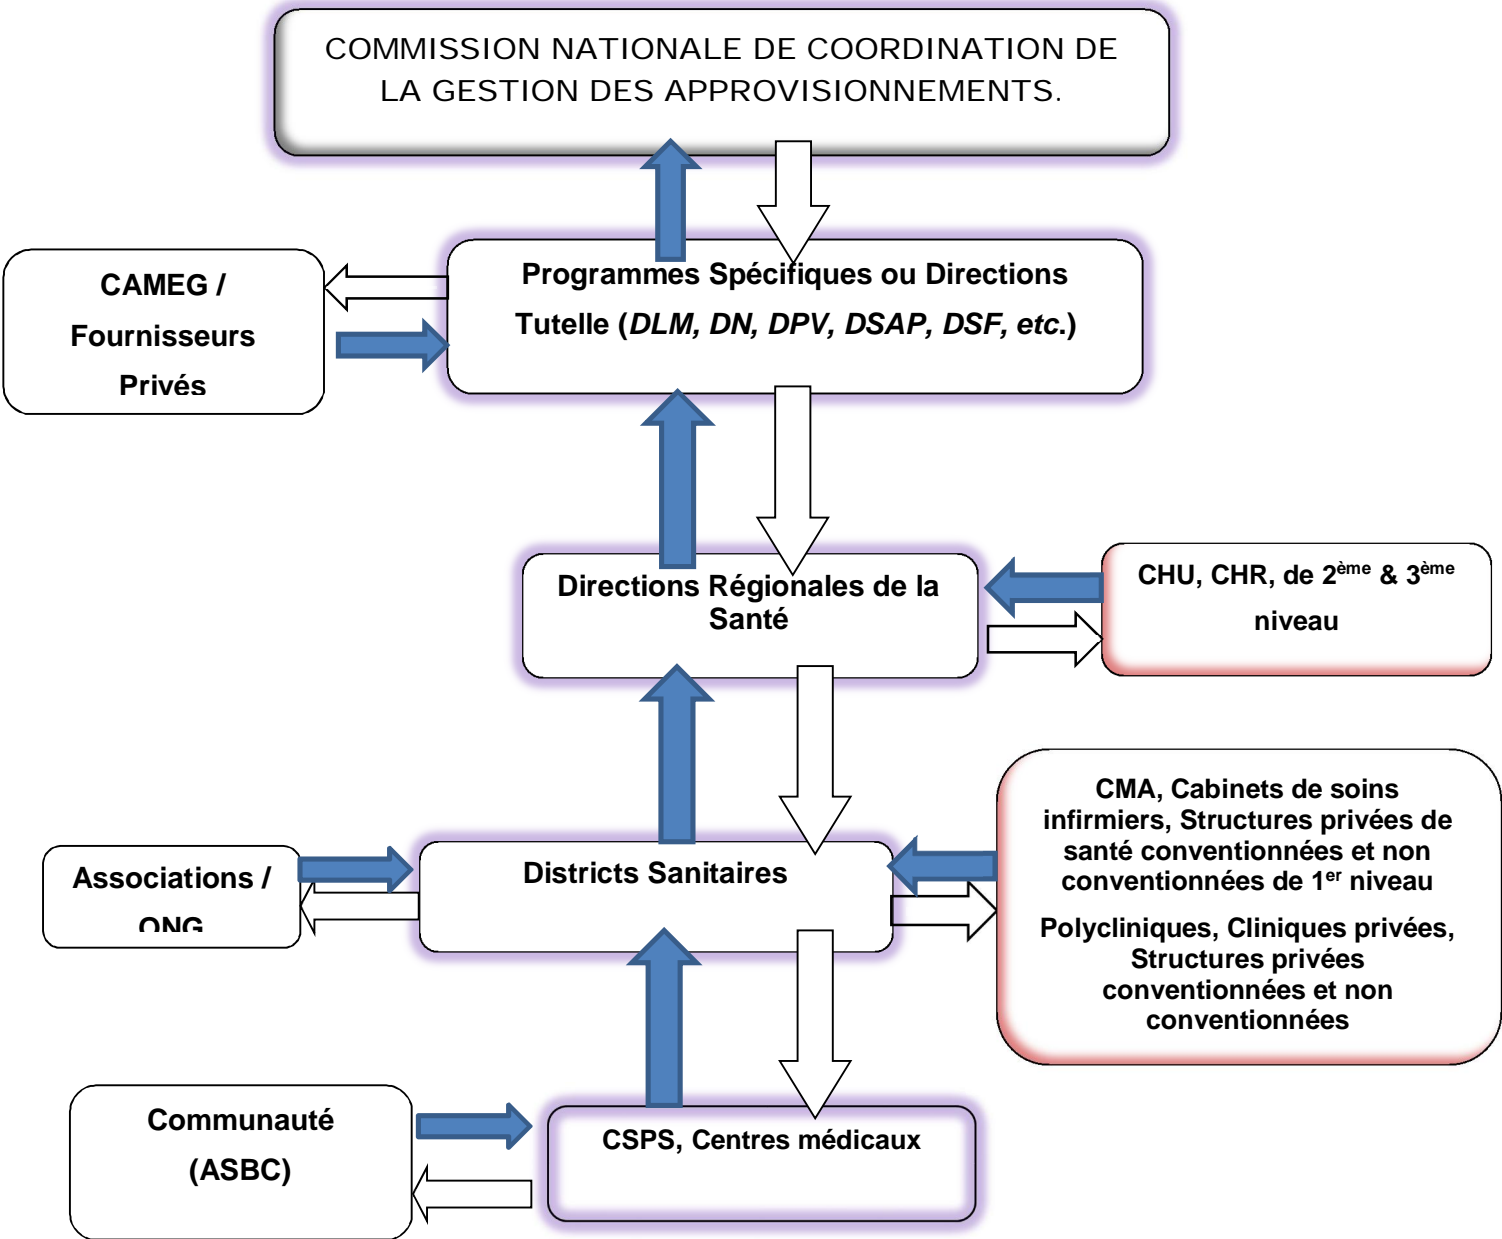 COMMISSION NATIONALE DE COORDINATION DE
LA GESTION DES APPROVISIONNEMENTS.
CAMEG /
Fournisseurs
Privés
Programmes Spécifiques ou Directions
Tutelle (DLM, DN, DPV, DSAP, DSF, etc.)
Directions Régionales de la
Santé
CHU, CHR, de 2ème & 3ème
niveau
Associations /
ONG
Districts Sanitaires
CMA, Cabinets de soins
infirmiers, Structures privées de
santé conventionnées et non
conventionnées de 1er niveau
Polycliniques, Cliniques privées,
Structures privées
conventionnées et non
conventionnées
Communauté
(ASBC)
CSPS, Centres médicaux